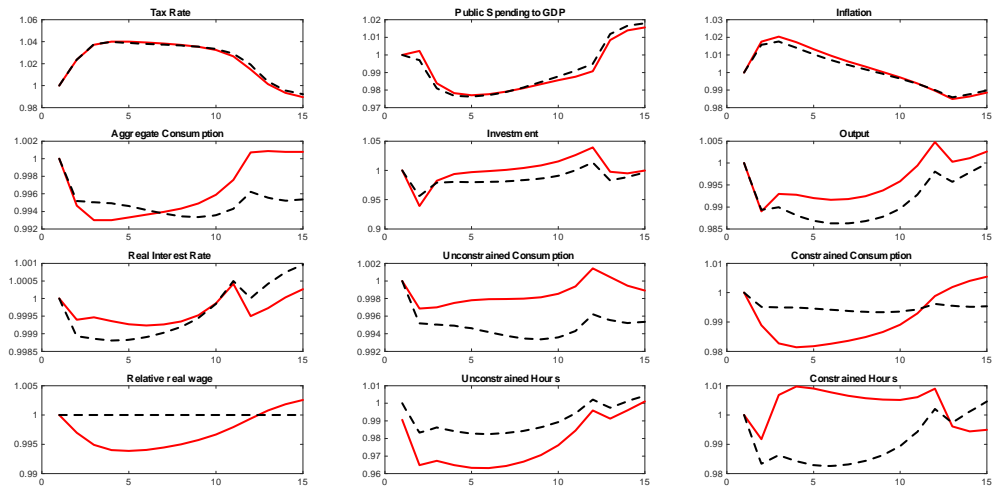 Tax Rate
1.06
1.04
1.02
1
0.98
0 5 10 15
Public Spending to GDP
1.02
1.01
1
0.99
0.98
0.97
0 5 10 15
Inflation
1.03
1.02
1.01
1
0.99
0.98
0 5 10 15
Aggregate Consumption
1.002
1
0.998
0.996
0.994
0.992
0 5 10 15
Investment
1.05
1
0.95
0.9
0 5 10 15
Output
1.005
1
0.995
0.99
0.985
0 5 10 15
Real Interest Rate
1.001
1.0005
1
0.9995
0.999
0.9985
0 5 10 15
Unconstrained Consumption
1.002
1
0.998
0.996
0.994
0.992
0 5 10 15
Constrained Consumption
1.01
1
0.99
0.98
0 5 10 15
Relative real wage
1.005
1
0.995
0.99
0 5 10 15
Unconstrained Hours
1.01
1
0.99
0.98
0.97
0.96
0 5 10 15
Constrained Hours
1.01
1
0.99
0.98
0 5 10 15